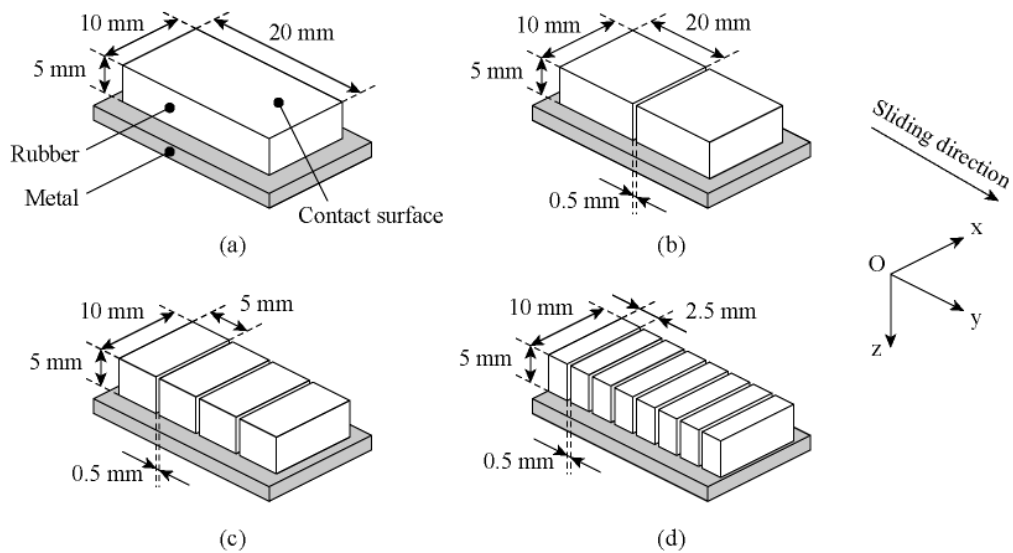 10 mm
20 mm
5 mm
Rubber
Metal
Contact surface
(a)
10 mm
20 mm
5 mm
0.5 mm
(b)
Sliding direction
O
x
y
z
10 mm
5 mm
5 mm
0.5 mm
(c)
10 mm
2.5 mm
5 mm
0.5 mm
(d)